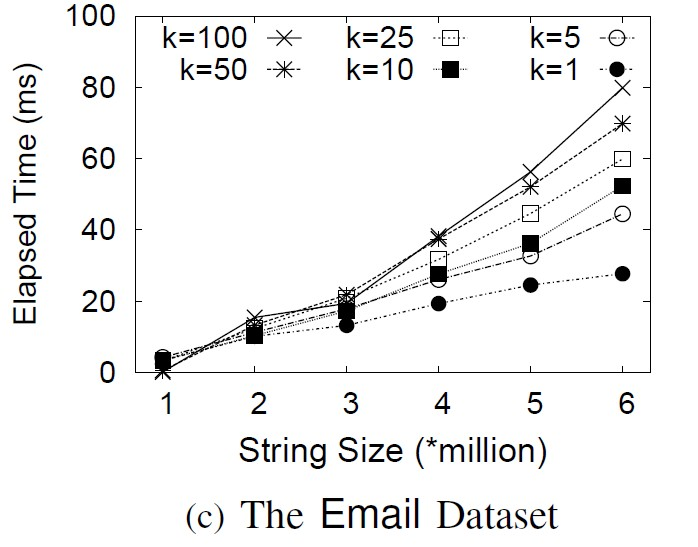 100
80
60
40
20
0
Elapsed Time (ms)
k=100 k=25 k=5
k=50 k=10 k=1
1 2 3 4 5 6
String Size (*million)
(c) The Email Dataset